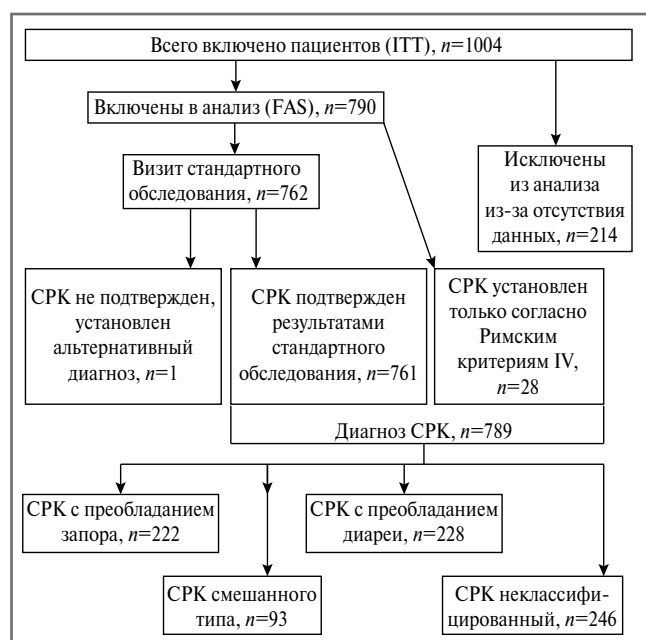 Всего включено пациентов (ITT), n=1004
Включены в анализ (FAS), n=790
Визит стандартного
обследования, n=762
Исключены
из анализа
из-за отсутствия
данных, n=214
СРК не подтвержден,
установлен
альтернативный
диагноз, n=1
СРК подтвержден
результатами
стандартного
обследования, n=761
СРК установлен
только согласно
Римским
критериям IV,
n=28
Диагноз СРК, n=789
СРК с преобладанием
запора, n=222
СРК с преобладанием
диареи, n=228
СРК смешанного
типа, n=93
СРК неклассифи-
цированный, n=246